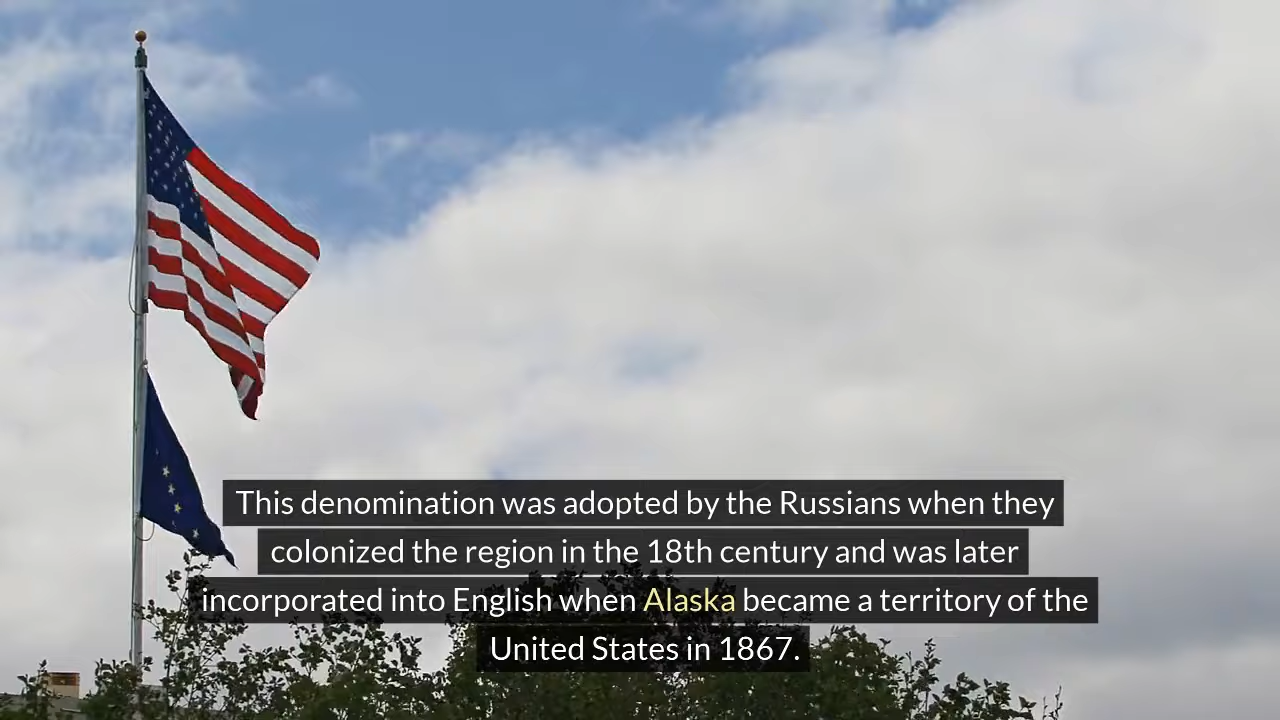 This denomination was adopted by the Russians when they
colonized the region in the 18th century and was later
incorporated into English when Alaska became a territory of the
United States in 1867.